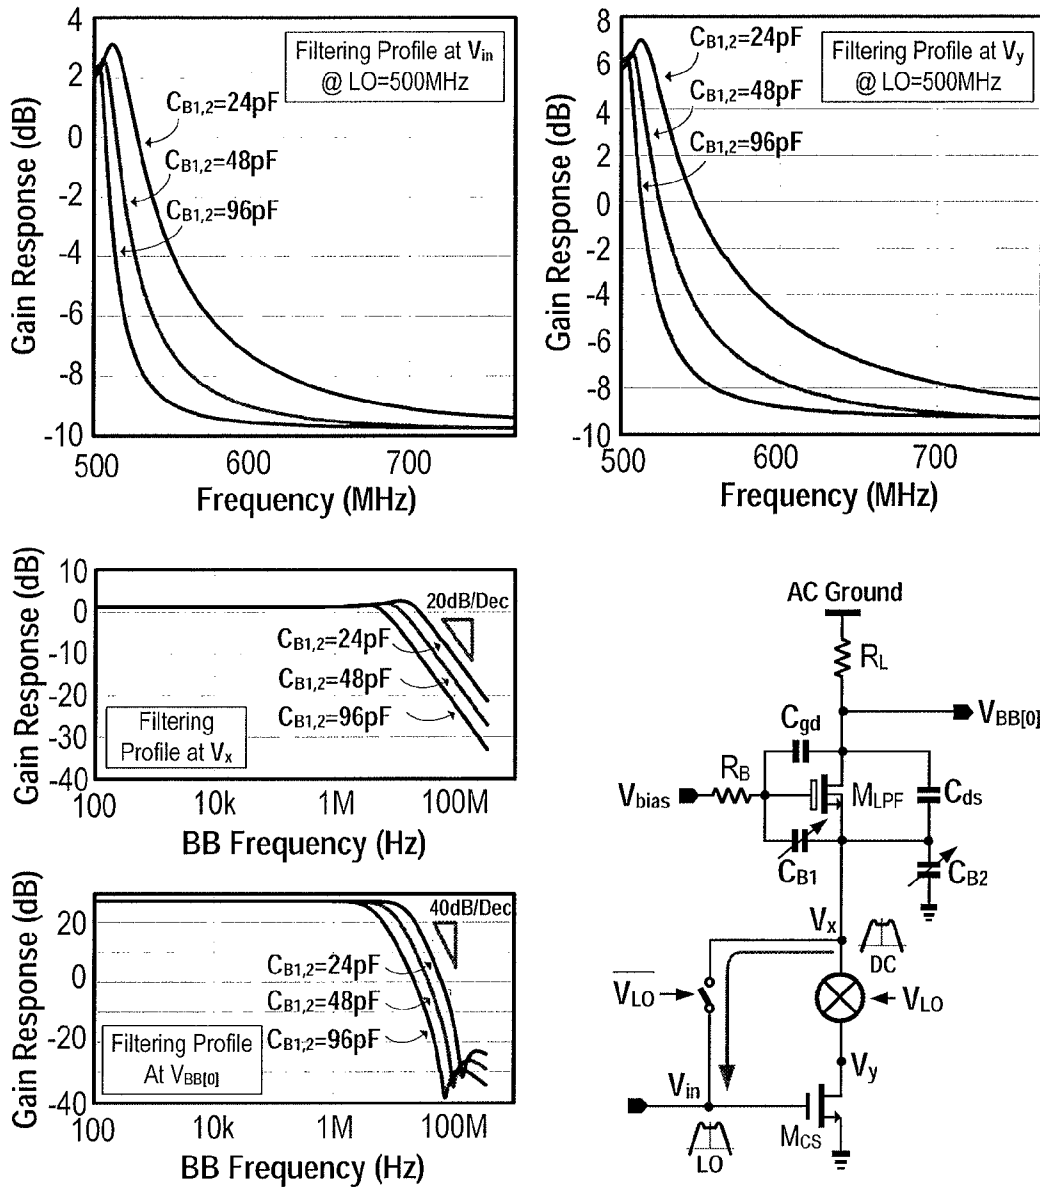 Gain Response (dB)
4
2
0
-2
-4
-6
-8
-10
Filtering Profile at Vin
@ LO=500MHz
CB1,2=24pF
CB1,2=48pF
CB1,2=96pF
500
600
700
Frequency (MHz)
Gain Response (dB)
8
6
4
2
0
-2
-4
-6
-8
-10
CB1,2=24pF
Filtering Profile at Vy
@ LO=500MHz
CB1,2=48pF
CB1,2=96pF
500
600
700
Frequency (MHz)
Gain Response (dB)
10
0
-10
-20
-30
-40
20dB/Dec
CB1,2=24pF
CB1,2=48pF
CB1,2=96pF
Filtering
Profile at Vx
100
10k
1M
100M
BB Frequency (Hz)
Gain Response (dB)
20
0
-20
-40
40dB/Dec
CB1,2=24pF
CB1,2=48pF
CB1,2=96pF
Filtering Profile
At VBB[0]
100
10k
1M
100M
BB Frequency (Hz)
AC Ground
RL
VBB[0]
Cgd
RB
Vbias
MLPF
Cds
CB1
CB2
Vx
DC
VLO
VLO
Vy
Vin
MCS
LO